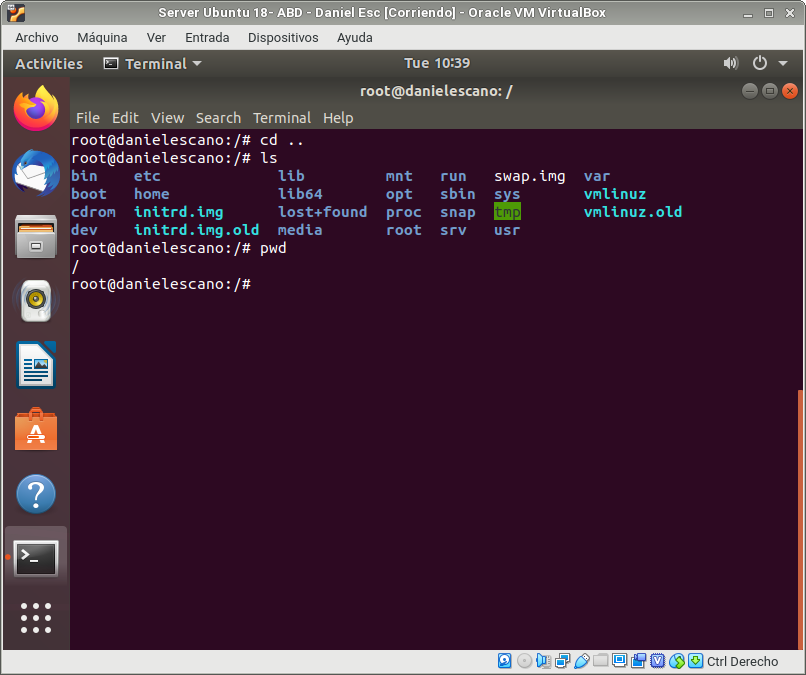 Server Ubuntu 18- ABD - Daniel Esc [Corriendo] - Oracle VM VirtualBox
Archivo Máquina Ver Entrada Dispositivos Ayuda
Activities Terminal Tue 10:39
root@danielescano: /
File Edit View Search Terminal Help
root@danielescano:/# cd ..
root@danielescano:/# ls
bin etc lib mnt run swap.img var
boot home lib64 opt sbin sys vmlinuz
cdrom initrd.img lost+found proc snap tmp vmlinuz.old
dev initrd.img.old media root srv usr
root@danielescano:/# pwd
/
root@danielescano:/#
Ctrl Derecho